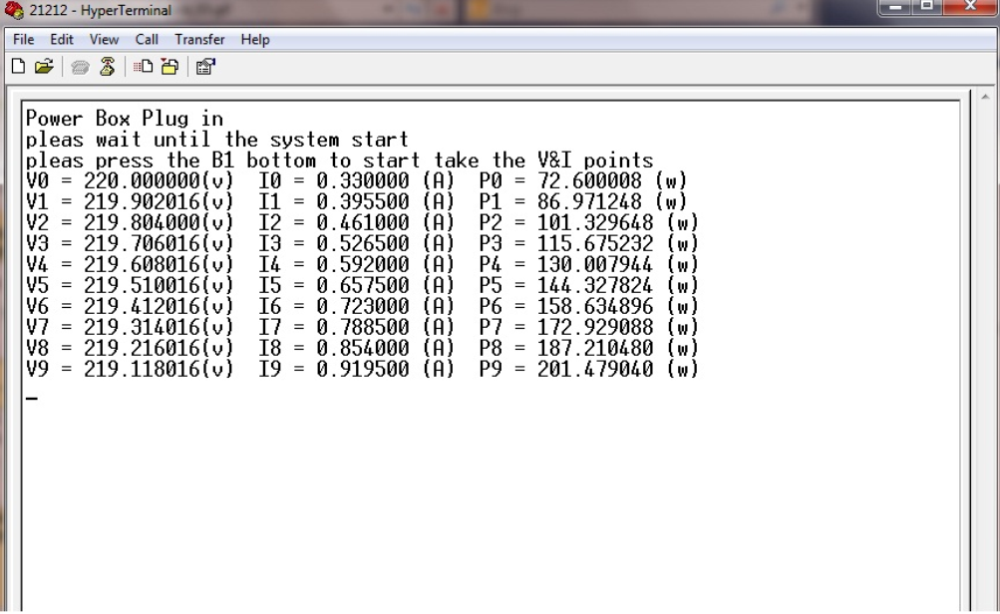 21212 - HyperTerminal
File Edit View Call Transfer Help
Power Box Plug in
pleas wait until the system start
pleas press the B1 bottom to start take the V&I points
V0 = 220.000000(v) I0 = 0.330000 (A) P0 = 72.600008 (w)
V1 = 219.902016(v) I1 = 0.395500 (A) P1 = 86.971248 (w)
V2 = 219.804000(v) I2 = 0.461000 (A) P2 = 101.329648 (w)
V3 = 219.706016(v) I3 = 0.526500 (A) P3 = 115.675232 (w)
V4 = 219.608016(v) I4 = 0.592000 (A) P4 = 130.007944 (w)
V5 = 219.510016(v) I5 = 0.657500 (A) P5 = 144.327824 (w)
V6 = 219.412016(v) I6 = 0.723000 (A) P6 = 158.634896 (w)
V7 = 219.314016(v) I7 = 0.788500 (A) P7 = 172.929088 (w)
V8 = 219.216016(v) I8 = 0.854000 (A) P8 = 187.210480 (w)
V9 = 219.118016(v) I9 = 0.919500 (A) P9 = 201.479040 (w)